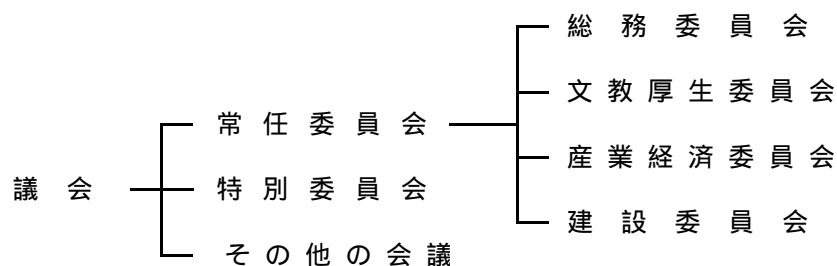 総務委員会
文教厚生委員会
常任委員会
産業経済委員会
議会
特別委員会
建設委員会
その他の会議